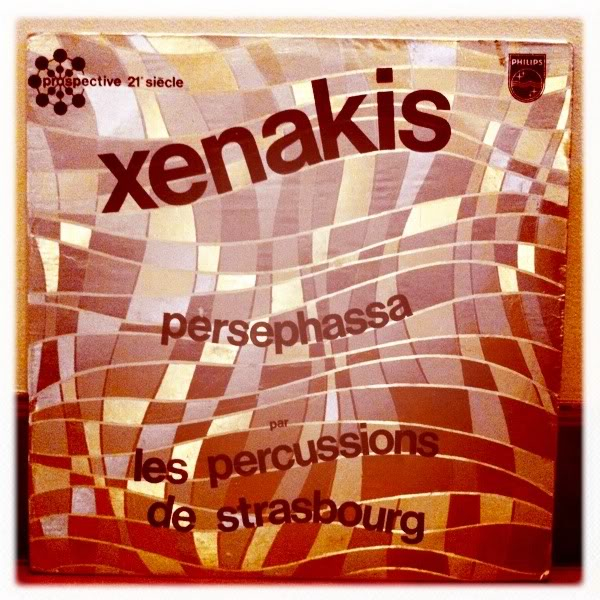 prospective 21e siècle
PHILIPS
xenakis
persephassa
par
les percussions
de strasbourg